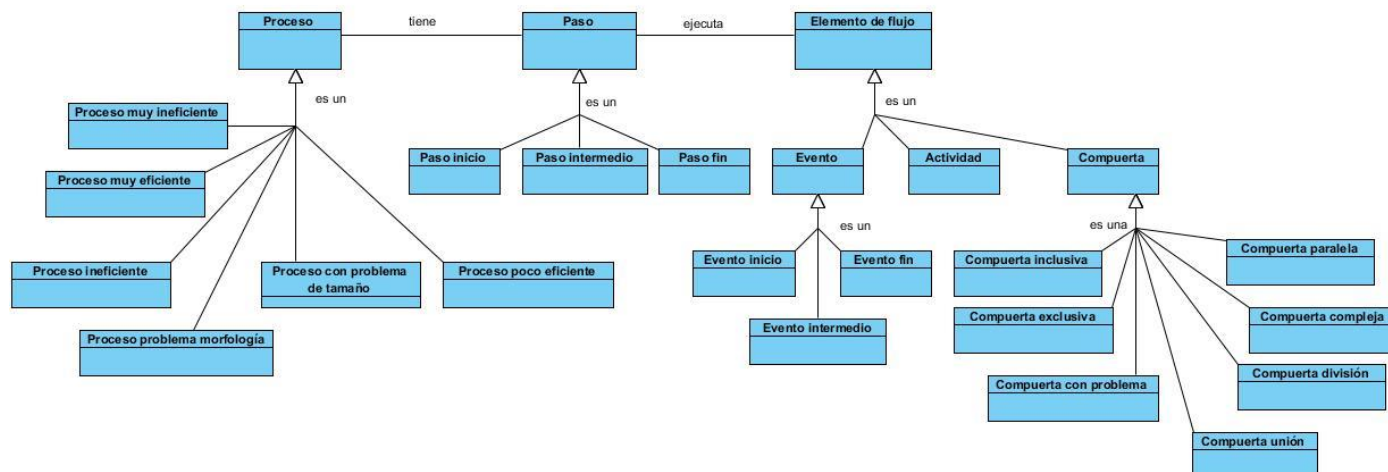 Proceso
tiene
Paso
ejecuta
Elemento de flujo
es un
es un
es un
Proceso muy ineficiente
Paso inicio
Paso intermedio
Paso fin
Evento
Actividad
Compuerta
Proceso muy eficiente
es un
es una
Compuerta paralela
Evento inicio
Evento fin
Compuerta inclusiva
Proceso ineficiente
Proceso con problema
de tamaño
Proceso poco eficiente
Compuerta exclusiva
Compuerta compleja
Evento intermedio
Proceso problema morfología
Compuerta con problema
Compuerta división
Compuerta unión